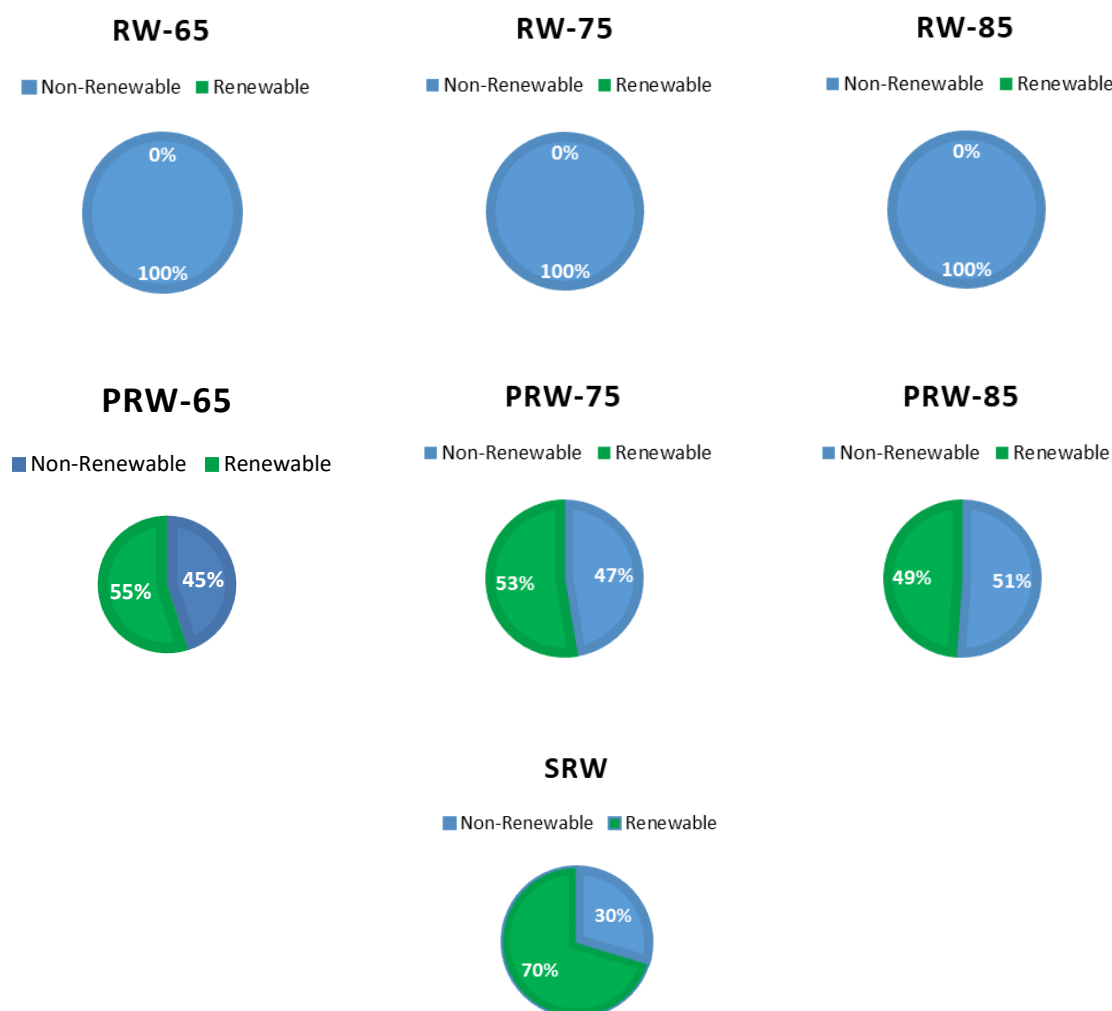 RW-65
RW-75
RW-85
Non-Renewable Renewable
Non-Renewable Renewable
Non-Renewable Renewable
0%
0%
0%
100%
100%
100%
PRW-65
PRW-75
PRW-85
Non-Renewable Renewable
Non-Renewable Renewable
Non-Renewable Renewable
55% 45%
53% 47%
49% 51%
SRW
Non-Renewable Renewable
30%
70%